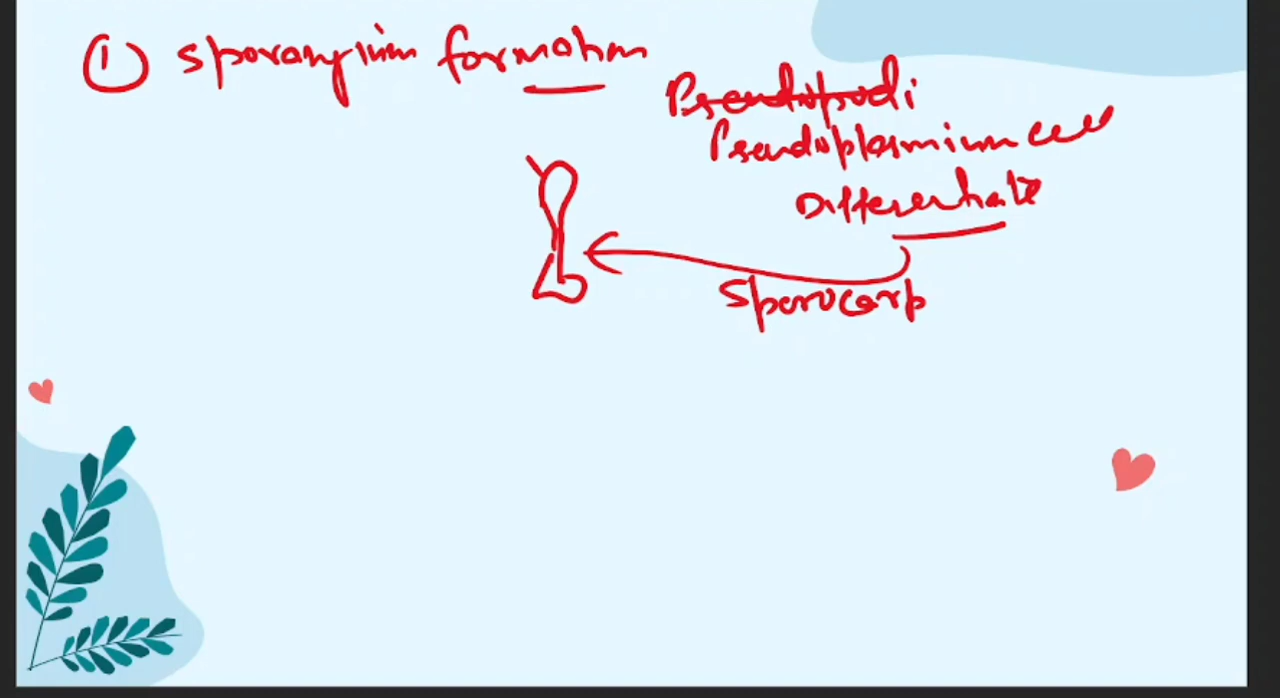 ① Sporangium formation
Pseudopodi
Pseudoplasmium cell
Differentiate
Sporocarp